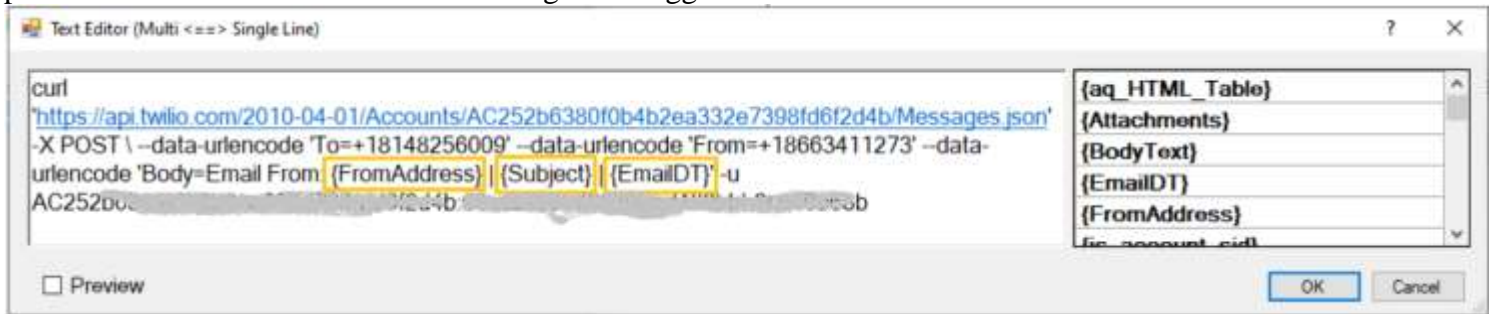 Text Editor (Multi <==> Single Line)
? ×
curl
'https://api.twilio.com/2010-04-01/Accounts/AC252b6380f0b4b2ea332e7398fd6f2d4b/Messages.json'
-X POST \ --data-urlencode 'To=+18148256009' --data-urlencode 'From=+18663411273' --data-
urlencode 'Body=Email From {FromAddress} | {Subject} | {EmailDT}' -u
{aq_HTML_Table}
{Attachments}
{BodyText}
{EmailDT}
{FromAddress}
Preview
OK
Cancel